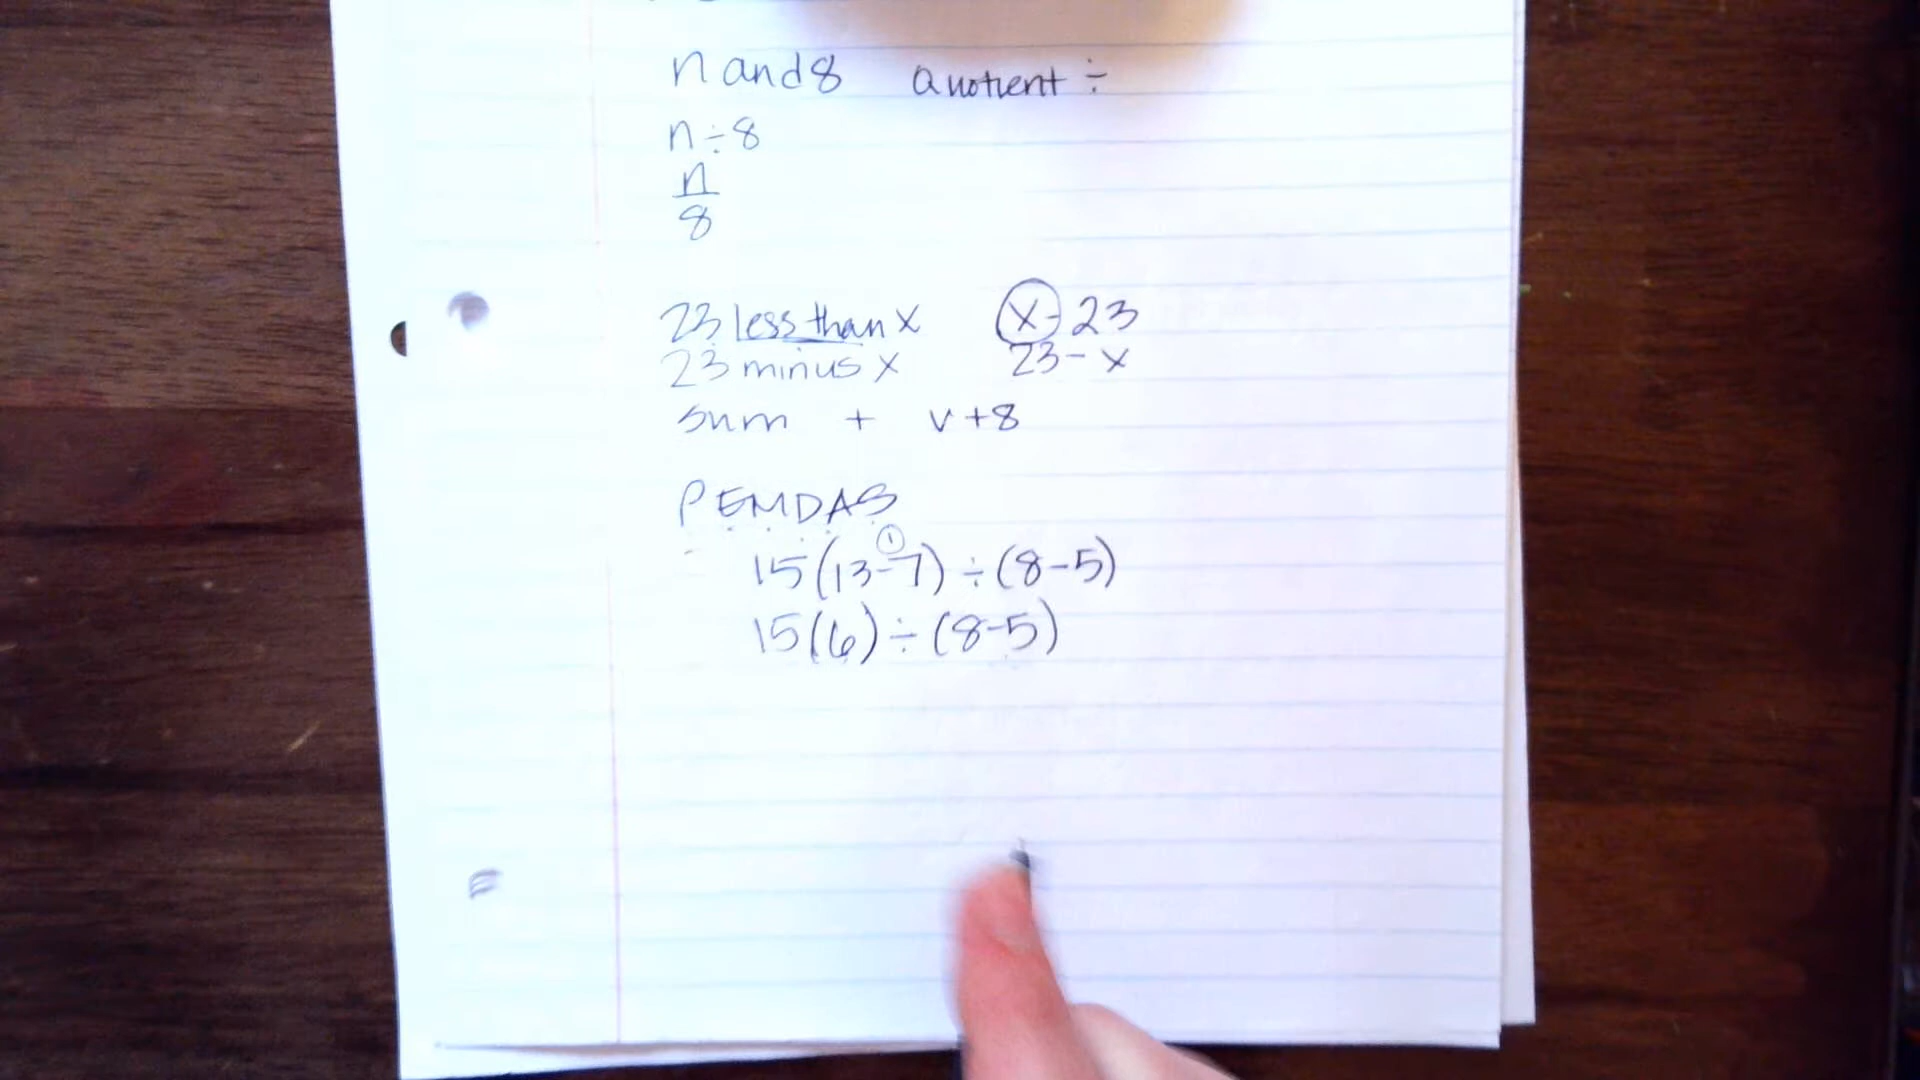 n and 8 Quotient ÷
n ÷ 8
n
8
23 less than x x - 23
23 minus x 23 - x
sum + v + 8
PEMDAS
1
15(13-7) ÷ (8-5)
15(6) ÷ (8-5)